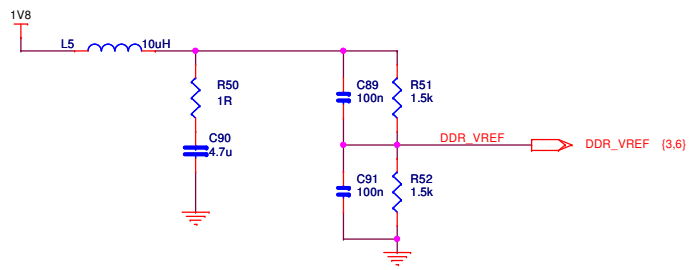 1V8
L5
10uH
R50
1R
C90
4.7u
C89
100n
R51
1.5k
DDR_VREF
DDR_VREF {3,6}
C91
100n
R52
1.5k